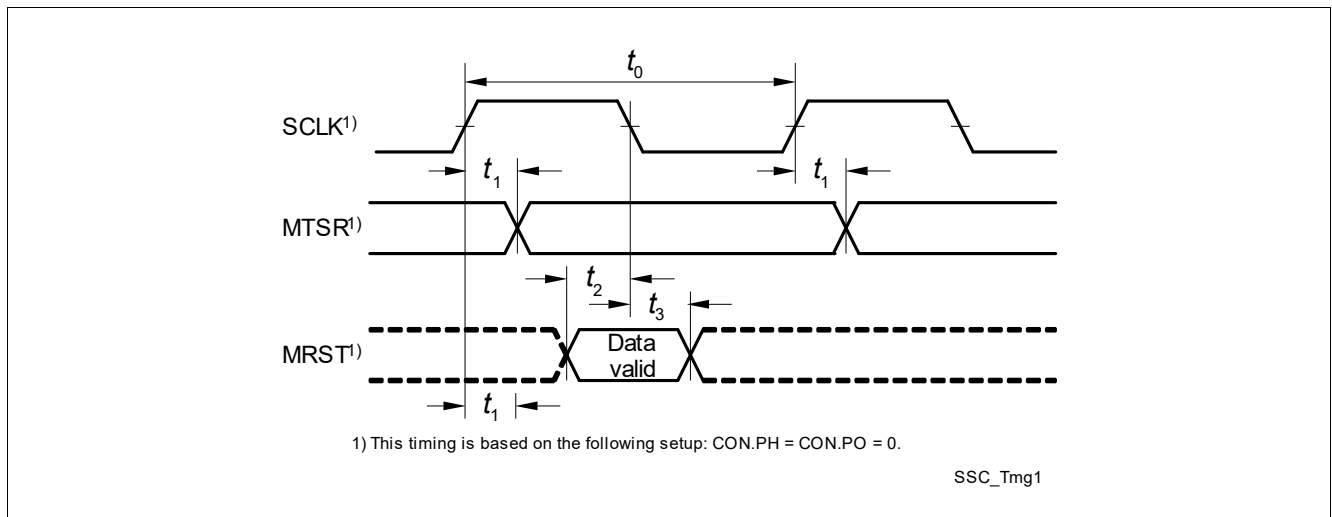 t0
SCLK1)
t1
t1
MTSR1)
t2
t3
MRST1)
Data
valid
t1
1) This timing is based on the following setup: CON.PH = CON.PO = 0.
SSC_Tmg1